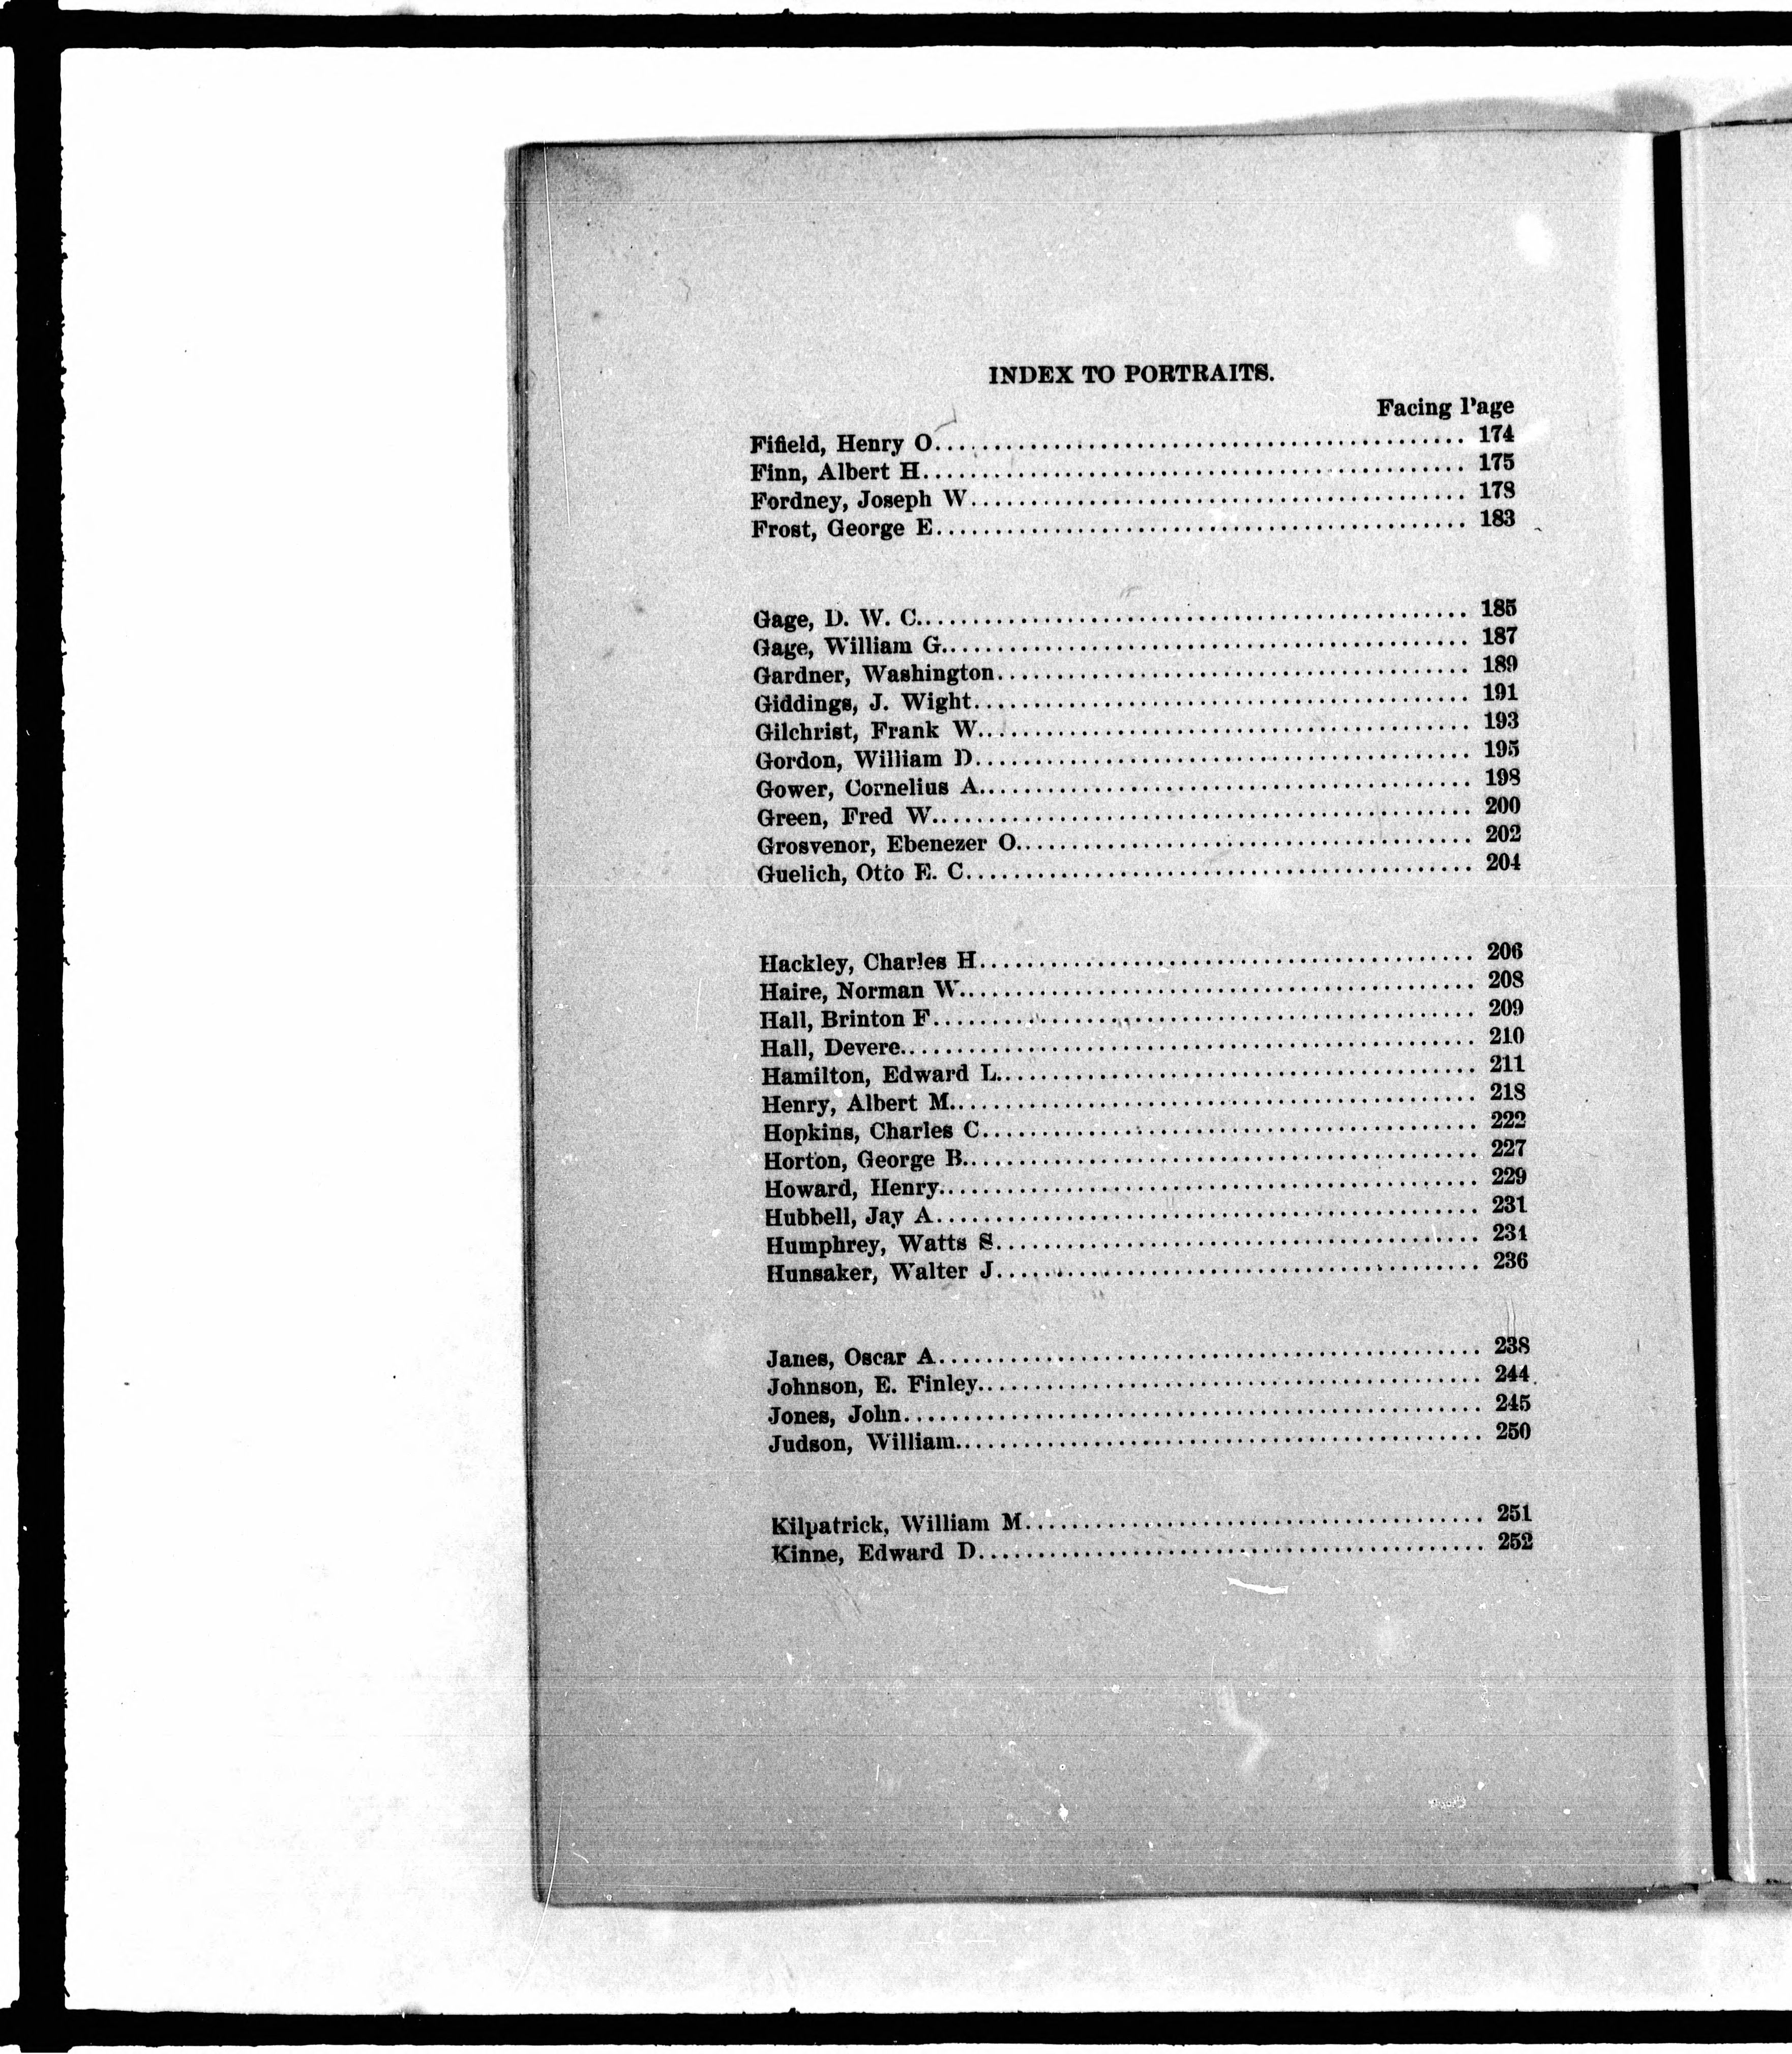 INDEX TO PORTRAITS.
Facing Page
Fifield, Henry O. 174
Finn, Albert H. 175
Fordney, Joseph W. 178
Frost, George E. 183
Gage, D. W. C. 185
Gage, William G. 187
Gardner, Washington 189
Giddings, J. Wight 191
Gilchrist, Frank W. 193
Gordon, William D. 195
Gower, Cornelius A. 198
Green, Fred W. 200
Grosvenor, Ebenezer O. 202
Guelich, Otto E. C. 204
Hackley, Charles H. 206
Haire, Norman W. 208
Hall, Brinton F. 209
Hall, Devere 210
Hamilton, Edward L. 211
Henry, Albert M. 218
Hopkins, Charles C. 222
Horton, George B. 227
Howard, Henry 229
Hubbell, Jay A. 231
Humphrey, Watts S. 234
Hunsaker, Walter J. 236
Janes, Oscar A. 238
Johnson, E. Finley 244
Jones, John 245
Judson, William 250
Kilpatrick, William M. 251
Kinne, Edward D. 252